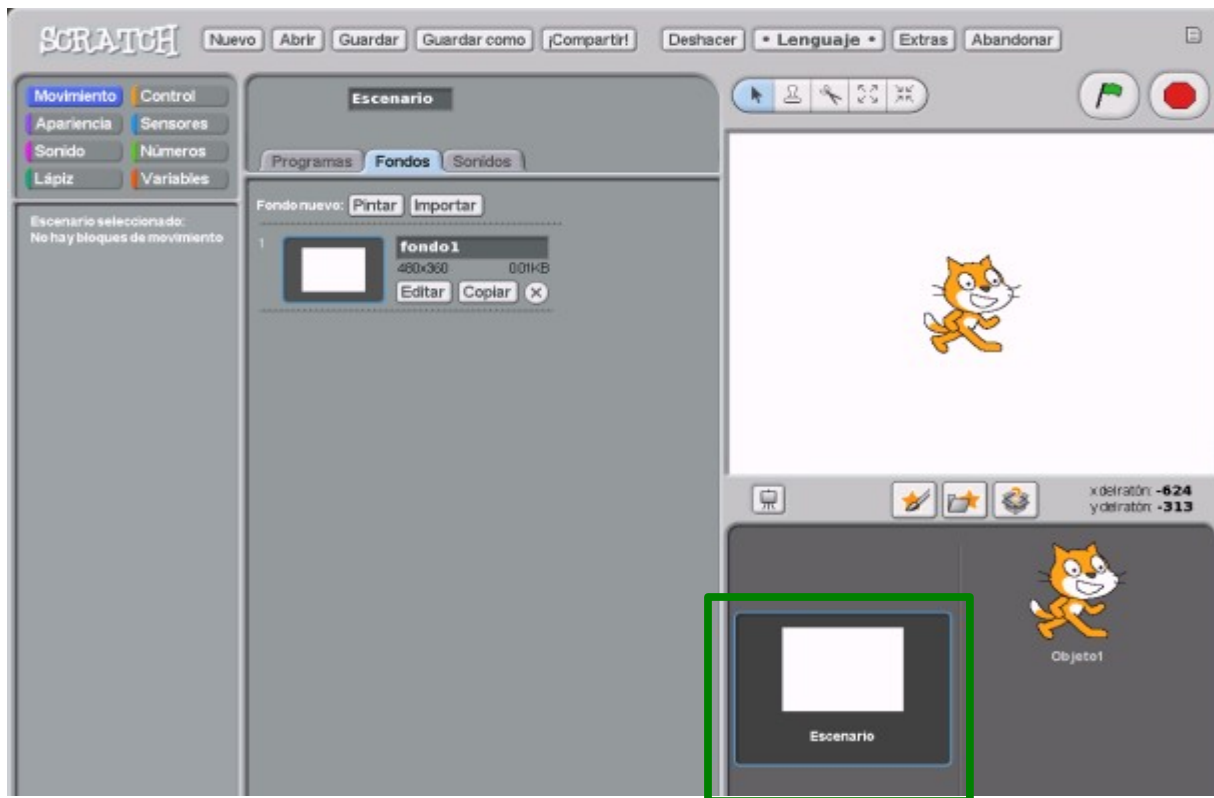 SCRATCH Nuevo Abrir Guardar Guardar como ¡Compartir! Deshacer • Lenguaje • Extras Abandonar
Movimiento Control
Apariencia Sensores
Sonido Números
Lápiz Variables
Escenario seleccionado:
No hay bloques de movimiento
Escenario
Programas Fondos Sonidos
Fondo nuevo: Pintar Importar
1
fondo1
480x360 0.01KB
Editar Copiar
x del ratón: -624
y del ratón: -313
Escenario
Objeto1